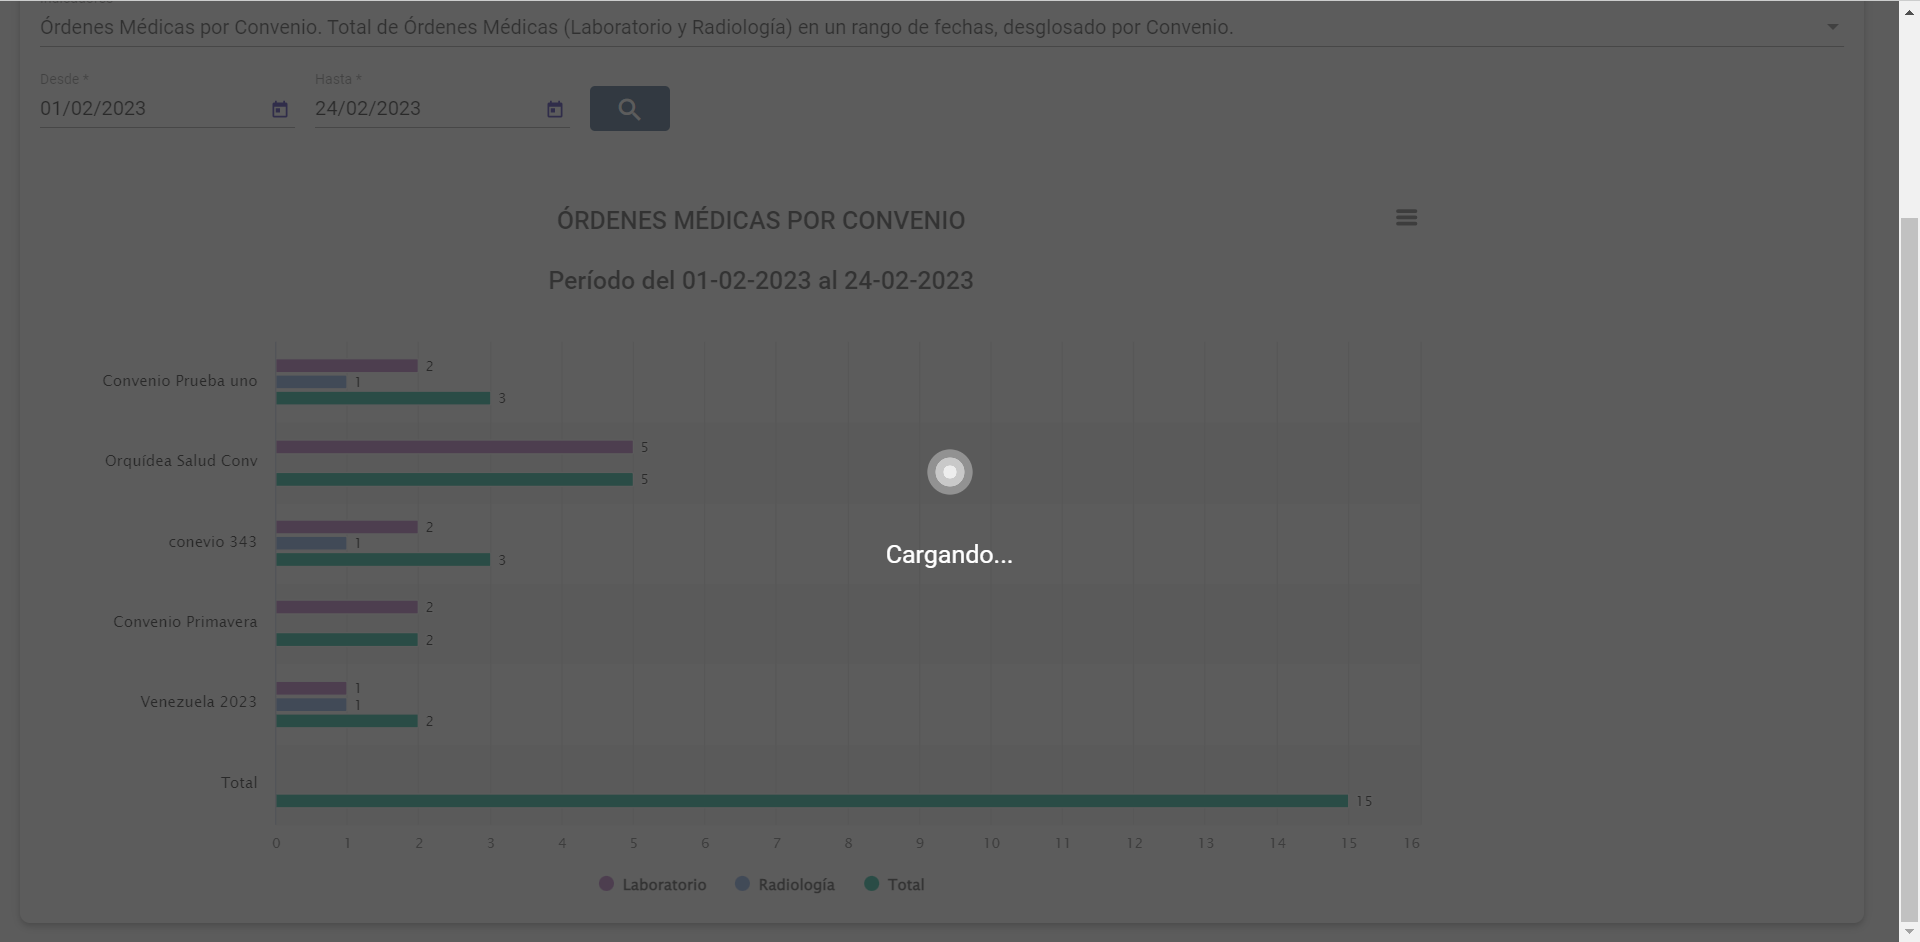 Órdenes Médicas por Convenio. Total de Órdenes Médicas (Laboratorio y Radiología) en un rango de fechas, desglosado por Convenio.
Desde * Hasta *
01/02/2023 24/02/2023
ÓRDENES MÉDICAS POR CONVENIO
Período del 01-02-2023 al 24-02-2023
2
Convenio Prueba uno 1
3
5
Orquídea Salud Conv
5
2
conevio 343 1
3
Cargando...
2
Convenio Primavera
2
1
Venezuela 2023 1
2
Total
15
0 1 2 3 4 5 6 7 8 9 10 11 12 13 14 15 16
Laboratorio Radiología Total